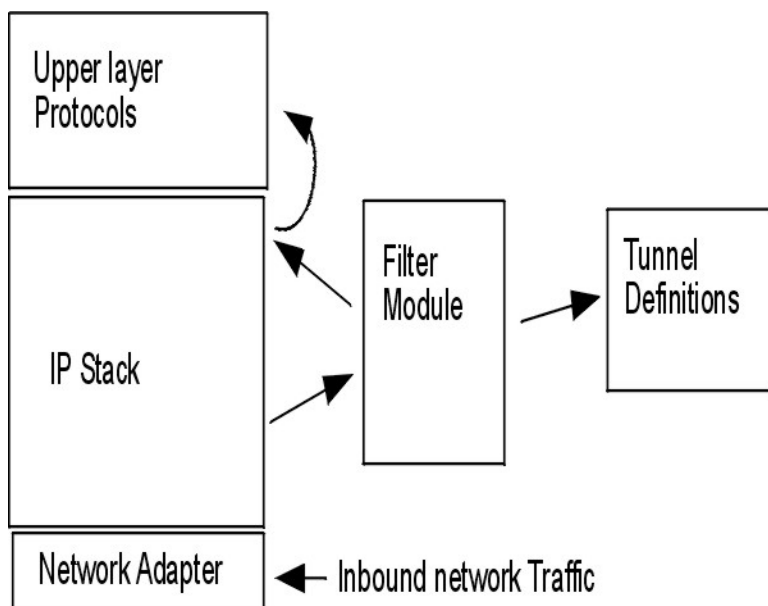 Upper layer
Protocols
Filter
Module
Tunnel
Definitions
IP Stack
Network Adapter
Inbound network Traffic